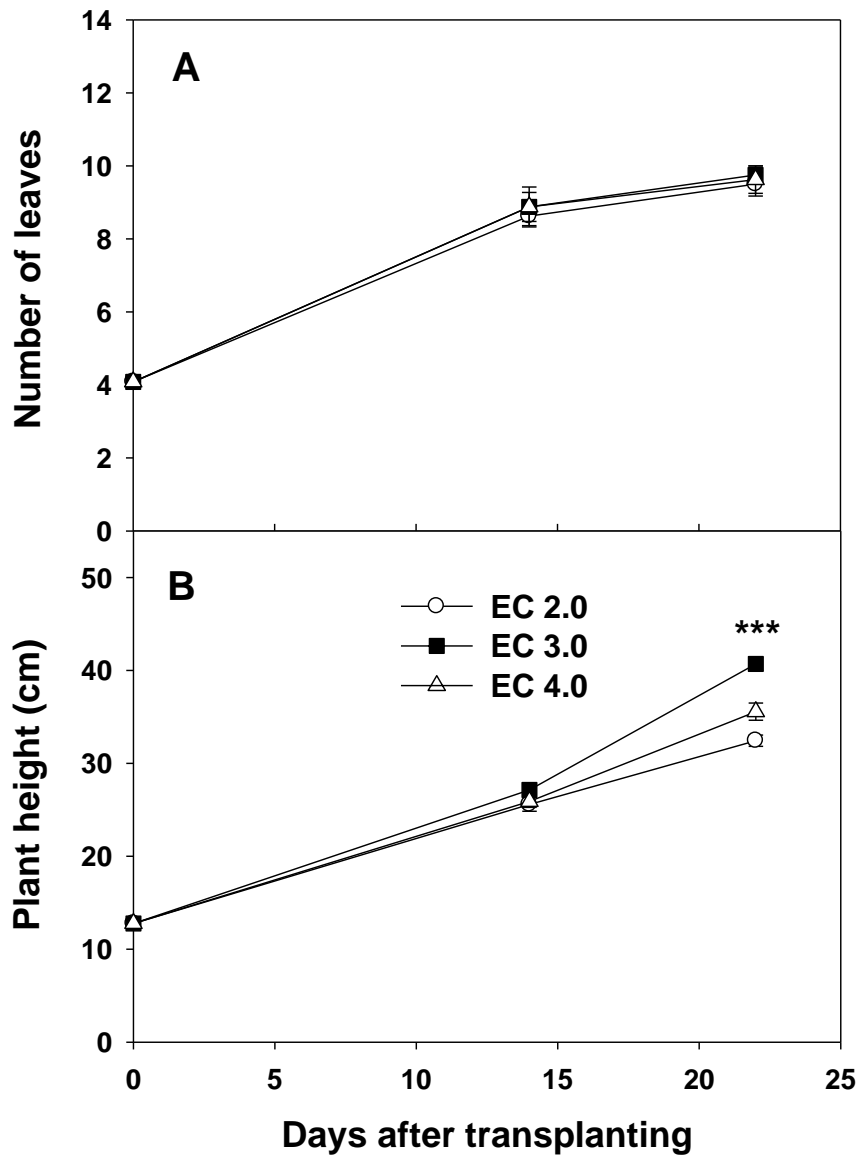 14
A
12
10
8
6
4
2
0
Number of leaves
B
50
EC 2.0
***
EC 3.0
40
EC 4.0
30
20
10
0
Plant height (cm)
0 5 10 15 20 25
Days after transplanting